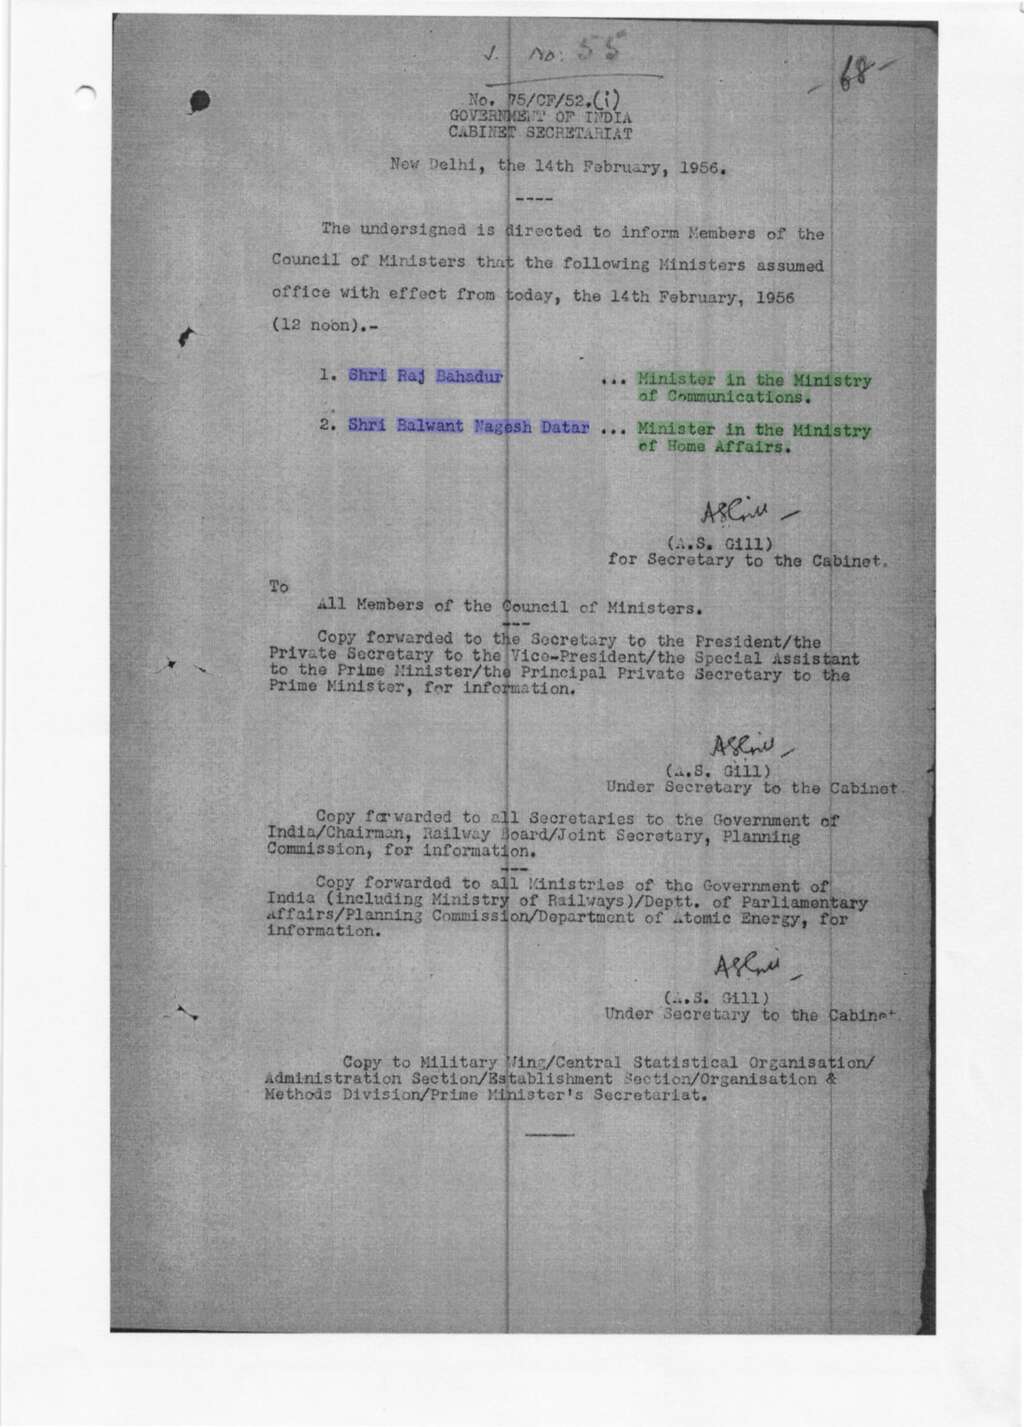 J. No: 55
- 68 -
No. 75/CF/52.(i)
GOVERNMENT OF INDIA
CABINET SECRETARIAT
New Delhi, the 14th February, 1956.
----
The undersigned is directed to inform Members of the
Council of Ministers that the following Ministers assumed
office with effect from today, the 14th February, 1956
(12 noon).-
1. Shri Raj Bahadur ... Minister in the Ministry
of Communications.
2. Shri Balwant Nagesh Datar ... Minister in the Ministry
of Home Affairs.
ASGill
(A.S. Gill)
for Secretary to the Cabinet.
To
All Members of the Council of Ministers.
---
Copy forwarded to the Secretary to the President/the
Private Secretary to the Vice-President/the Special Assistant
to the Prime Minister/the Principal Private Secretary to the
Prime Minister, for information.
ASGill
(A.S. Gill)
Under Secretary to the Cabinet.
Copy forwarded to all Secretaries to the Government of
India/Chairman, Railway Board/Joint Secretary, Planning
Commission, for information.
---
Copy forwarded to all Ministries of the Government of
India (including Ministry of Railways)/Deptt. of Parliamentary
Affairs/Planning Commission/Department of Atomic Energy, for
information.
ASGill
(A.S. Gill)
Under Secretary to the Cabinet.
Copy to Military Wing/Central Statistical Organisation/
Administration Section/Establishment Section/Organisation &
Methods Division/Prime Minister's Secretariat.